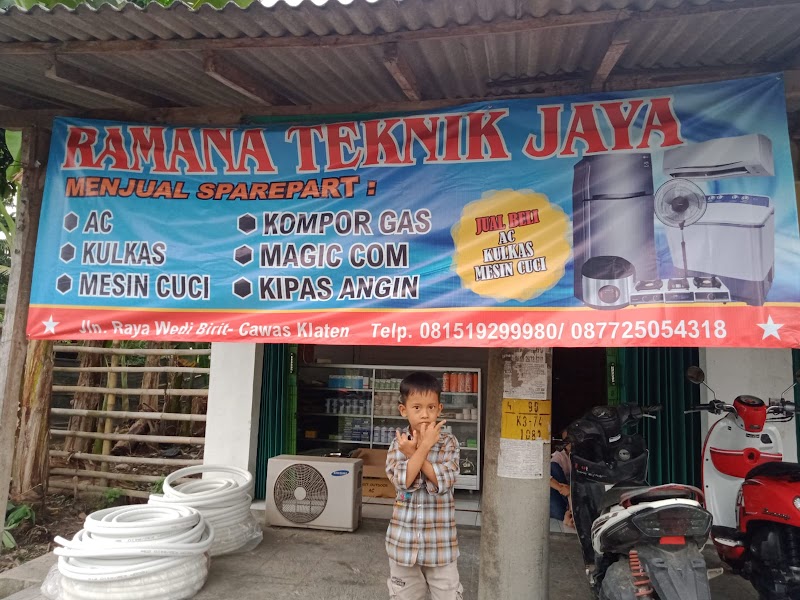 RAMANA TEKNIK JAYA
MENJUAL SPAREPART :
AC
KULKAS
MESIN CUCI
KOMPOR GAS
MAGIC COM
KIPAS ANGIN
JUAL BELI
AC
KULKAS
MESIN CUCI
Jln. Raya Wedi Birit- Cawas Klaten Telp. 081519299980/ 087725054318
SAMSUNG